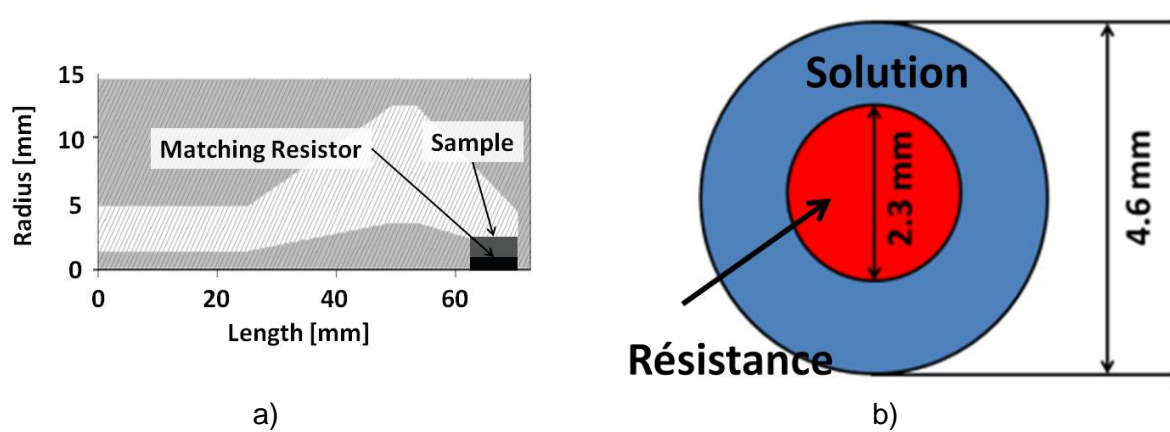 15
10
5
0
Radius [mm]
Matching Resistor
Sample
0
20
40
60
Length [mm]
a)
Solution
2.3 mm
4.6 mm
Résistance
b)